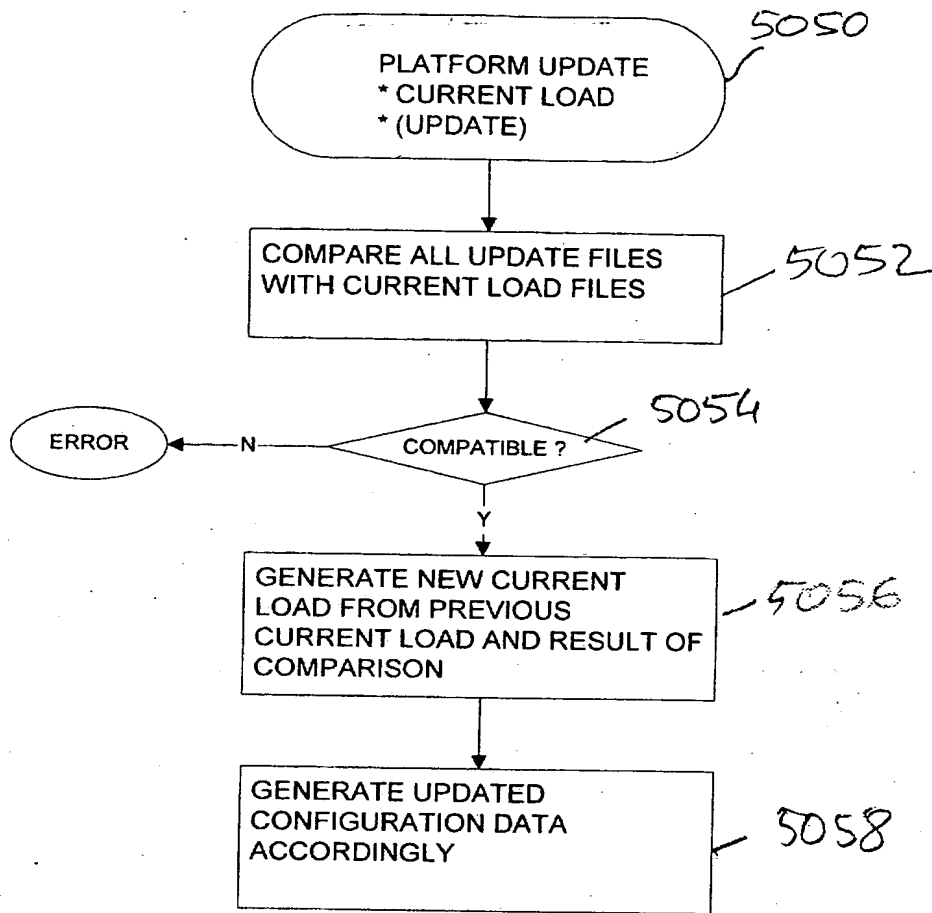 5050
PLATFORM UPDATE
* CURRENT LOAD
* (UPDATE)
COMPARE ALL UPDATE FILES
WITH CURRENT LOAD FILES
5052
5054
ERROR
N
COMPATIBLE ?
Y
GENERATE NEW CURRENT
LOAD FROM PREVIOUS
CURRENT LOAD AND RESULT OF
COMPARISON
5056
GENERATE UPDATED
CONFIGURATION DATA
ACCORDINGLY
5058